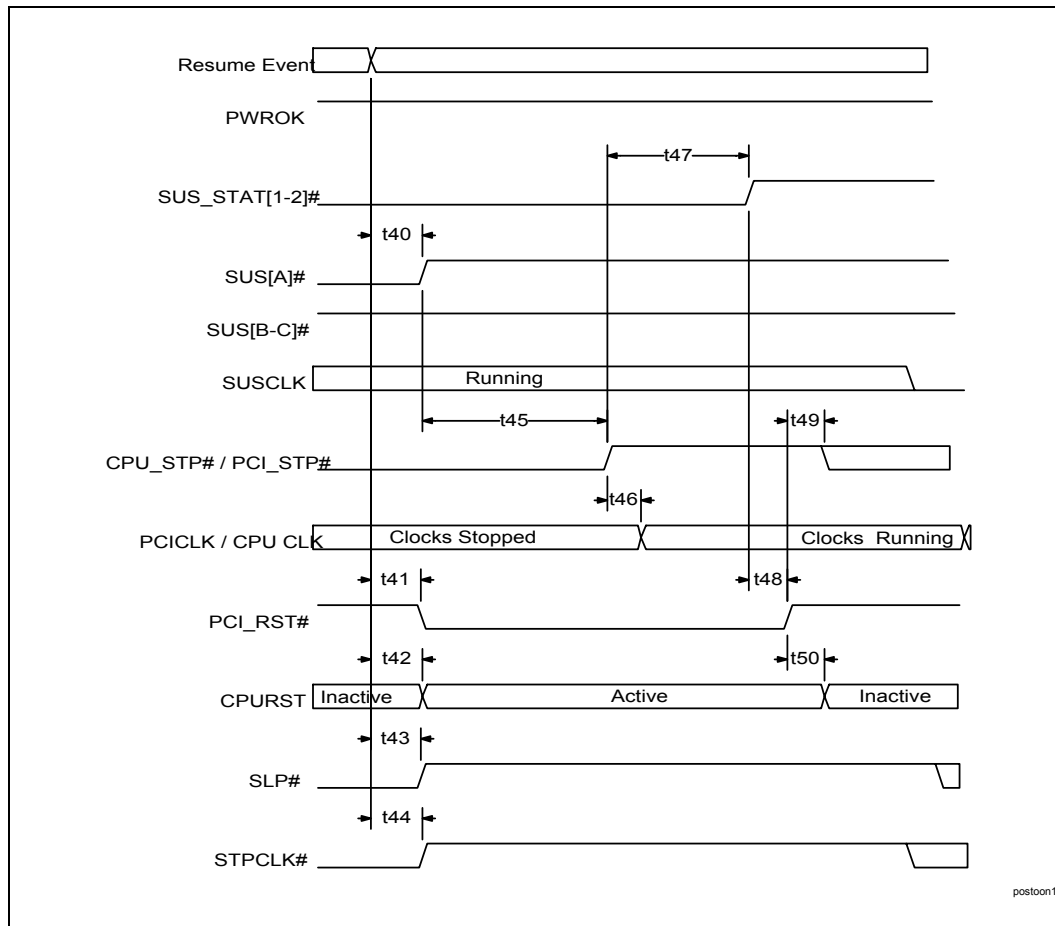 Resume Event
PWROK
t47
SUS_STAT[1-2]#
t40
SUS[A]#
SUS[B-C]#
SUSCLK
Running
t45
t49
CPU_STP# / PCI_STP#
t46
PCICLK / CPU CLK
Clocks Stopped
Clocks Running
t41
t48
PCI_RST#
t42
t50
CPURST
Inactive
Active
Inactive
t43
SLP#
t44
STPCLK#
postoon1